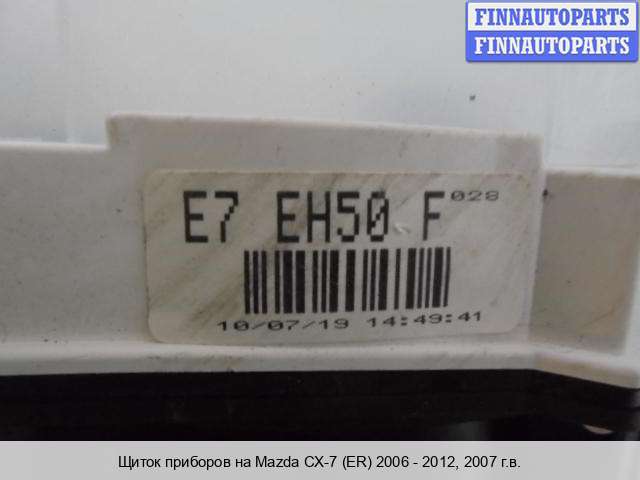 FINNAUTOPARTS
FINNAUTOPARTS
E7 EH50 F 028
10/07/19 14:49:41
Щиток приборов на Mazda CX-7 (ER) 2006 - 2012, 2007 г.в.